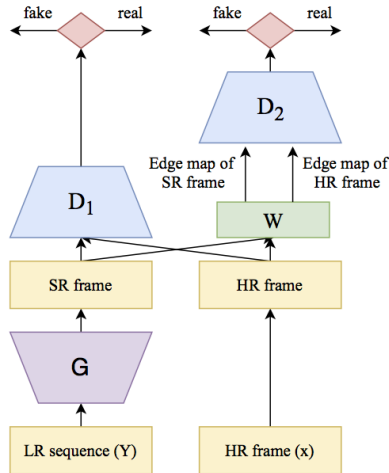 fake
real
fake
real
D2
Edge map of
SR frame
Edge map of
HR frame
D1
W
SR frame
HR frame
G
LR sequence (Y)
HR frame (x)